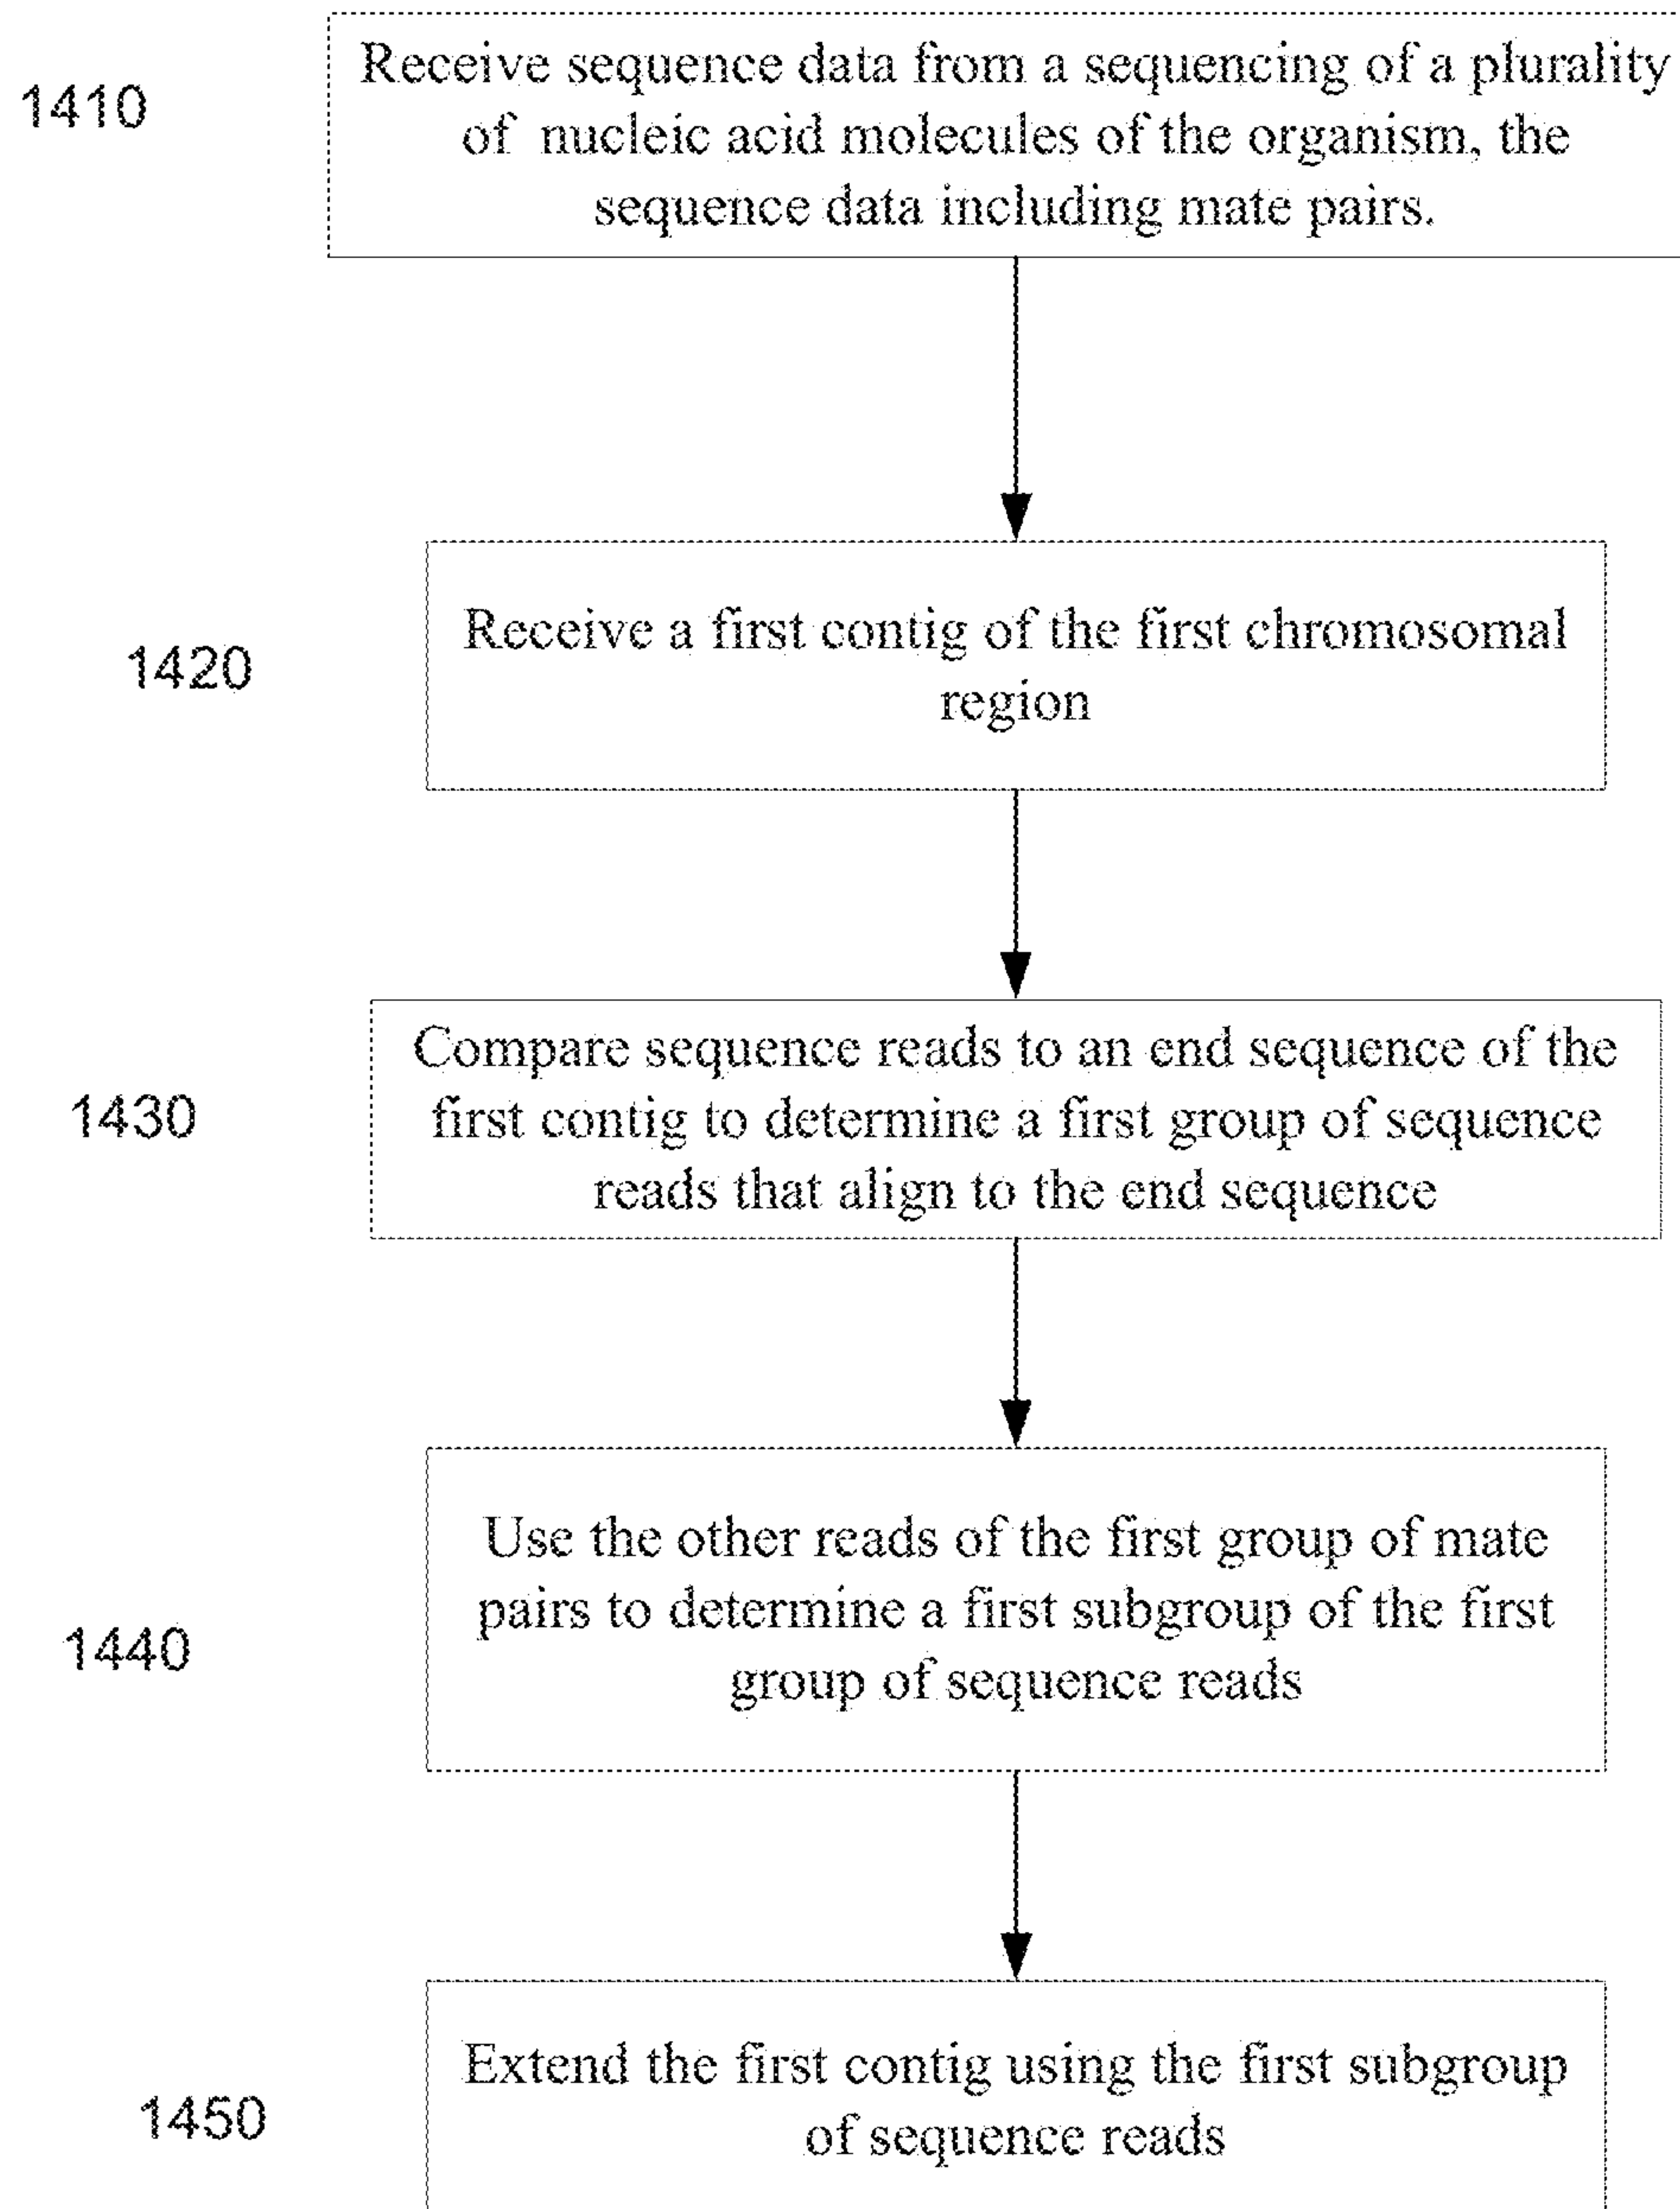 1410
Receive sequence data from a sequencing of a plurality
of nucleic acid molecules of the organism, the
sequence data including mate pairs.
1420
Receive a first contig of the first chromosomal
region
1430
Compare sequence reads to an end sequence of the
first contig to determine a first group of sequence
reads that align to the end sequence
1440
Use the other reads of the first group of mate
pairs to determine a first subgroup of the first
group of sequence reads
1450
Extend the first contig using the first subgroup
of sequence reads